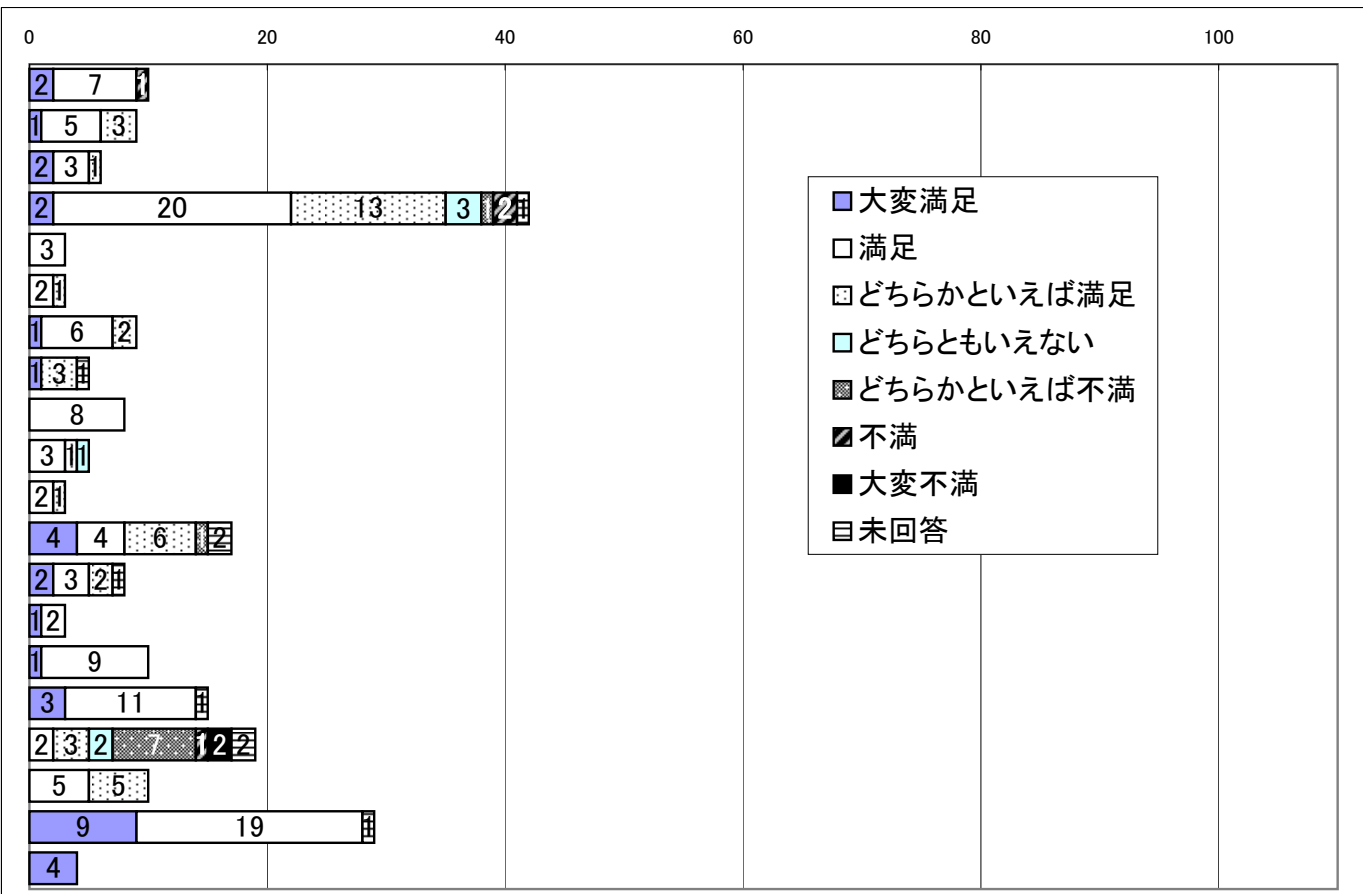 0 20 40 60 80 100
2 7 1
1 5 3
2 3 1
2 20 13 3 1 2 1
3
2 1
1 6 2
1 3 1
8
3 1 1
2 1
4 4 6 1 2
2 3 2 1
1 2
1 9
3 11 1
2 3 2 7 1 2 2
5 5
9 19 1
4
大変満足
満足
どちらかといえば満足
どちらともいえない
どちらかといえば不満
不満
大変不満
未回答